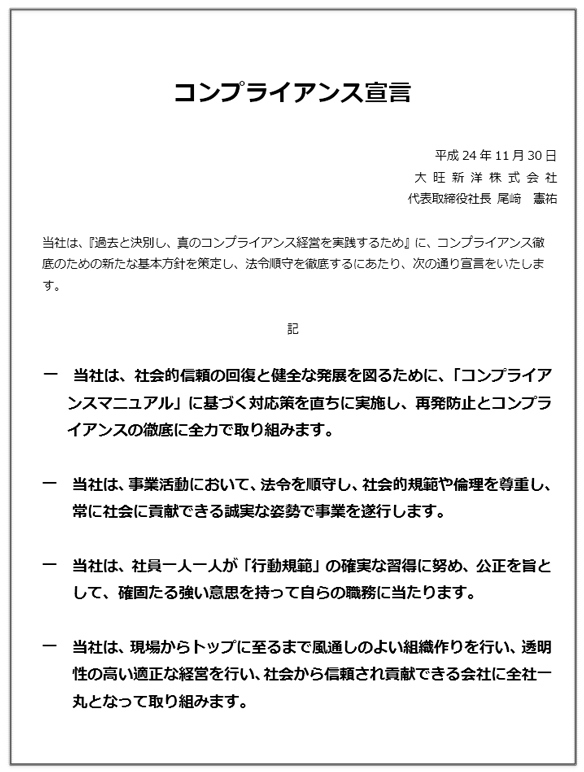 コンプライアンス宣言
平成 24 年 11 月 30 日
大 旺 新 洋 株 式 会 社
代表取締役社長 尾﨑　憲祐
当社は、『過去と決別し、真のコンプライアンス経営を実践するため』に、コンプライアンス徹
底のための新たな基本方針を策定し、法令順守を徹底するにあたり、次の通り宣言をいたしま
す。
記
一　当社は、社会的信頼の回復と健全な発展を図るために、「コンプライア
ンスマニュアル」に基づく対応策を直ちに実施し、再発防止とコンプラ
イアンスの徹底に全力で取り組みます。
一　当社は、事業活動において、法令を順守し、社会的規範や倫理を尊重し、
常に社会に貢献できる誠実な姿勢で事業を遂行します。
一　当社は、社員一人一人が「行動規範」の確実な習得に努め、公正を旨と
して、確固たる強い意思を持って自らの職務に当たります。
一　当社は、現場からトップに至るまで風通しのよい組織作りを行い、透明
性の高い適正な経営を行い、社会から信頼され貢献できる会社に全社一
丸となって取り組みます。